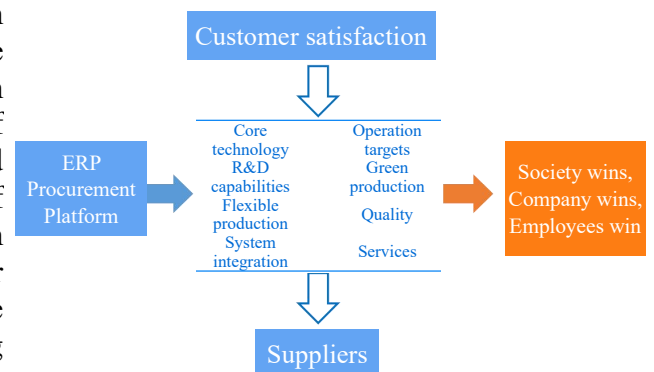 Customer satisfaction
ERP
Procurement
Platform
Core
technology
R&D
capabilities
Flexible
production
System
integration
Operation
targets
Green
production
Quality
Services
Society wins,
Company wins,
Employees win
Suppliers